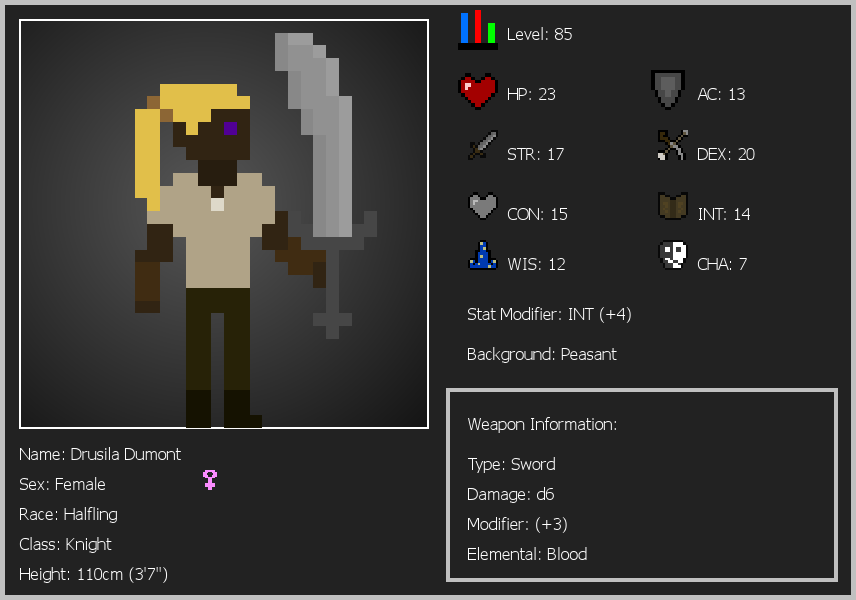 Level: 85
HP: 23
AC: 13
STR: 17
DEX: 20
CON: 15
INT: 14
WIS: 12
CHA: 7
Stat Modifier: INT (+4)
Background: Peasant
Weapon Information:
Type: Sword
Damage: d6
Modifier: (+3)
Elemental: Blood
Name: Drusila Dumont
Sex: Female
Race: Halfling
Class: Knight
Height: 110cm (3'7")